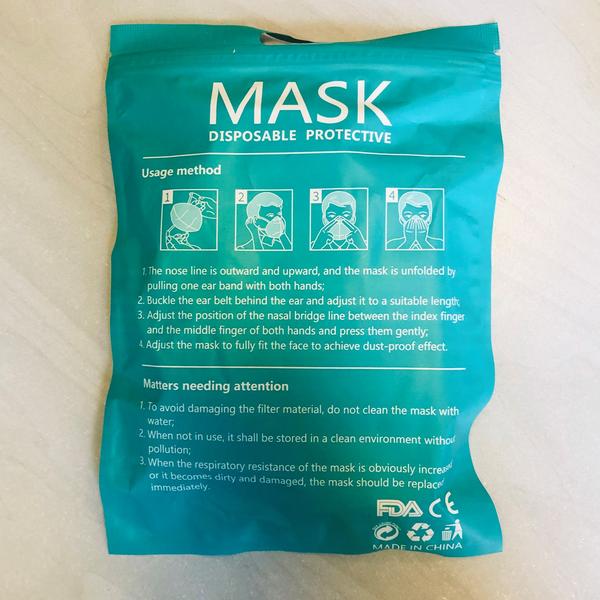 MASK
DISPOSABLE PROTECTIVE
Usage method
1 2 3 4
1. The nose line is outward and upward, and the mask is unfolded by
pulling one ear band with both hands;
2. Buckle the ear belt behind the ear and adjust it to a suitable length;
3. Adjust the position of the nasal bridge line between the index finger
and the middle finger of both hands and press them gently;
4. Adjust the mask to fully fit the face to achieve dust-proof effect.
Matters needing attention
1. To avoid damaging the filter material, do not clean the mask with
water;
2. When not in use, it shall be stored in a clean environment without
pollution;
3. When the respiratory resistance of the mask is obviously increased
or it becomes dirty and damaged, the mask should be replaced
immediately.
FDA CE
MADE IN CHINA